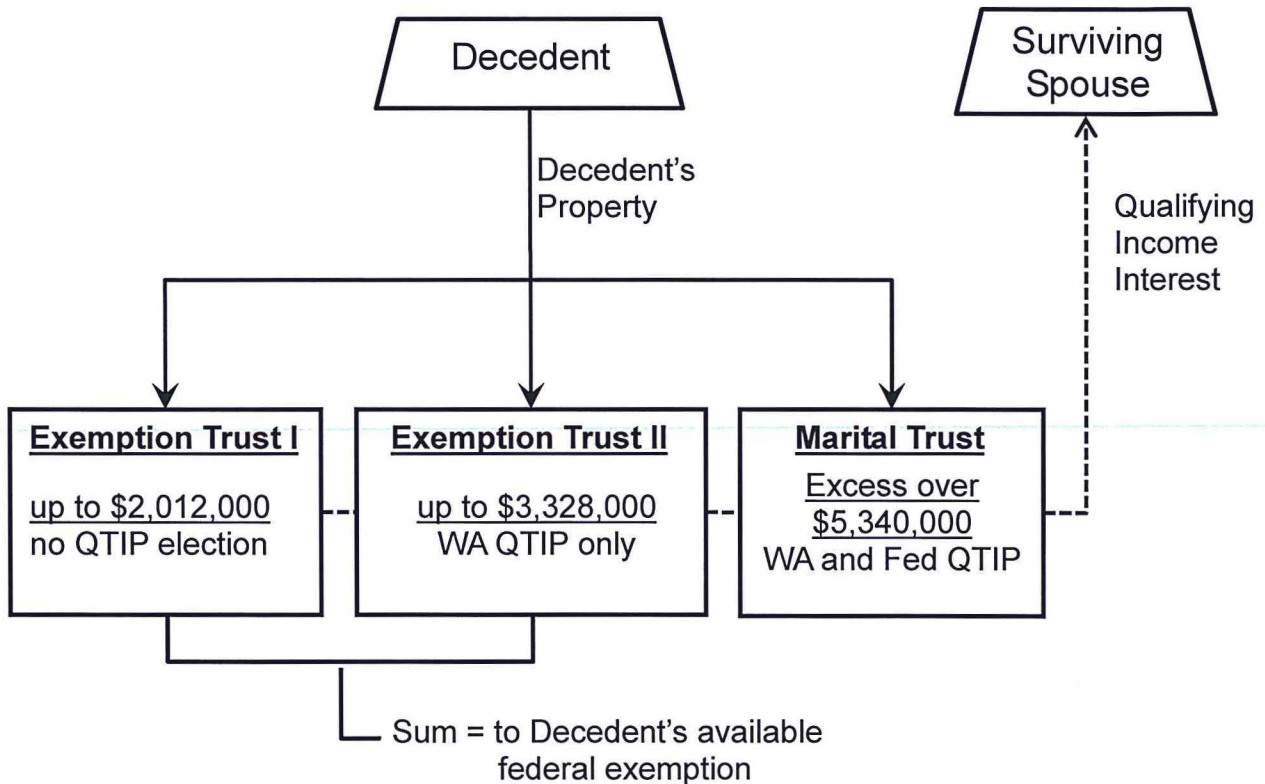 Decedent
Surviving
Spouse
Decedent's
Property
Qualifying
Income
Interest
Exemption Trust I
up to $2,012,000
no QTIP election
Exemption Trust II
up to $3,328,000
WA QTIP only
Marital Trust
Excess over
$5,340,000
WA and Fed QTIP
Sum = to Decedent's available
federal exemption